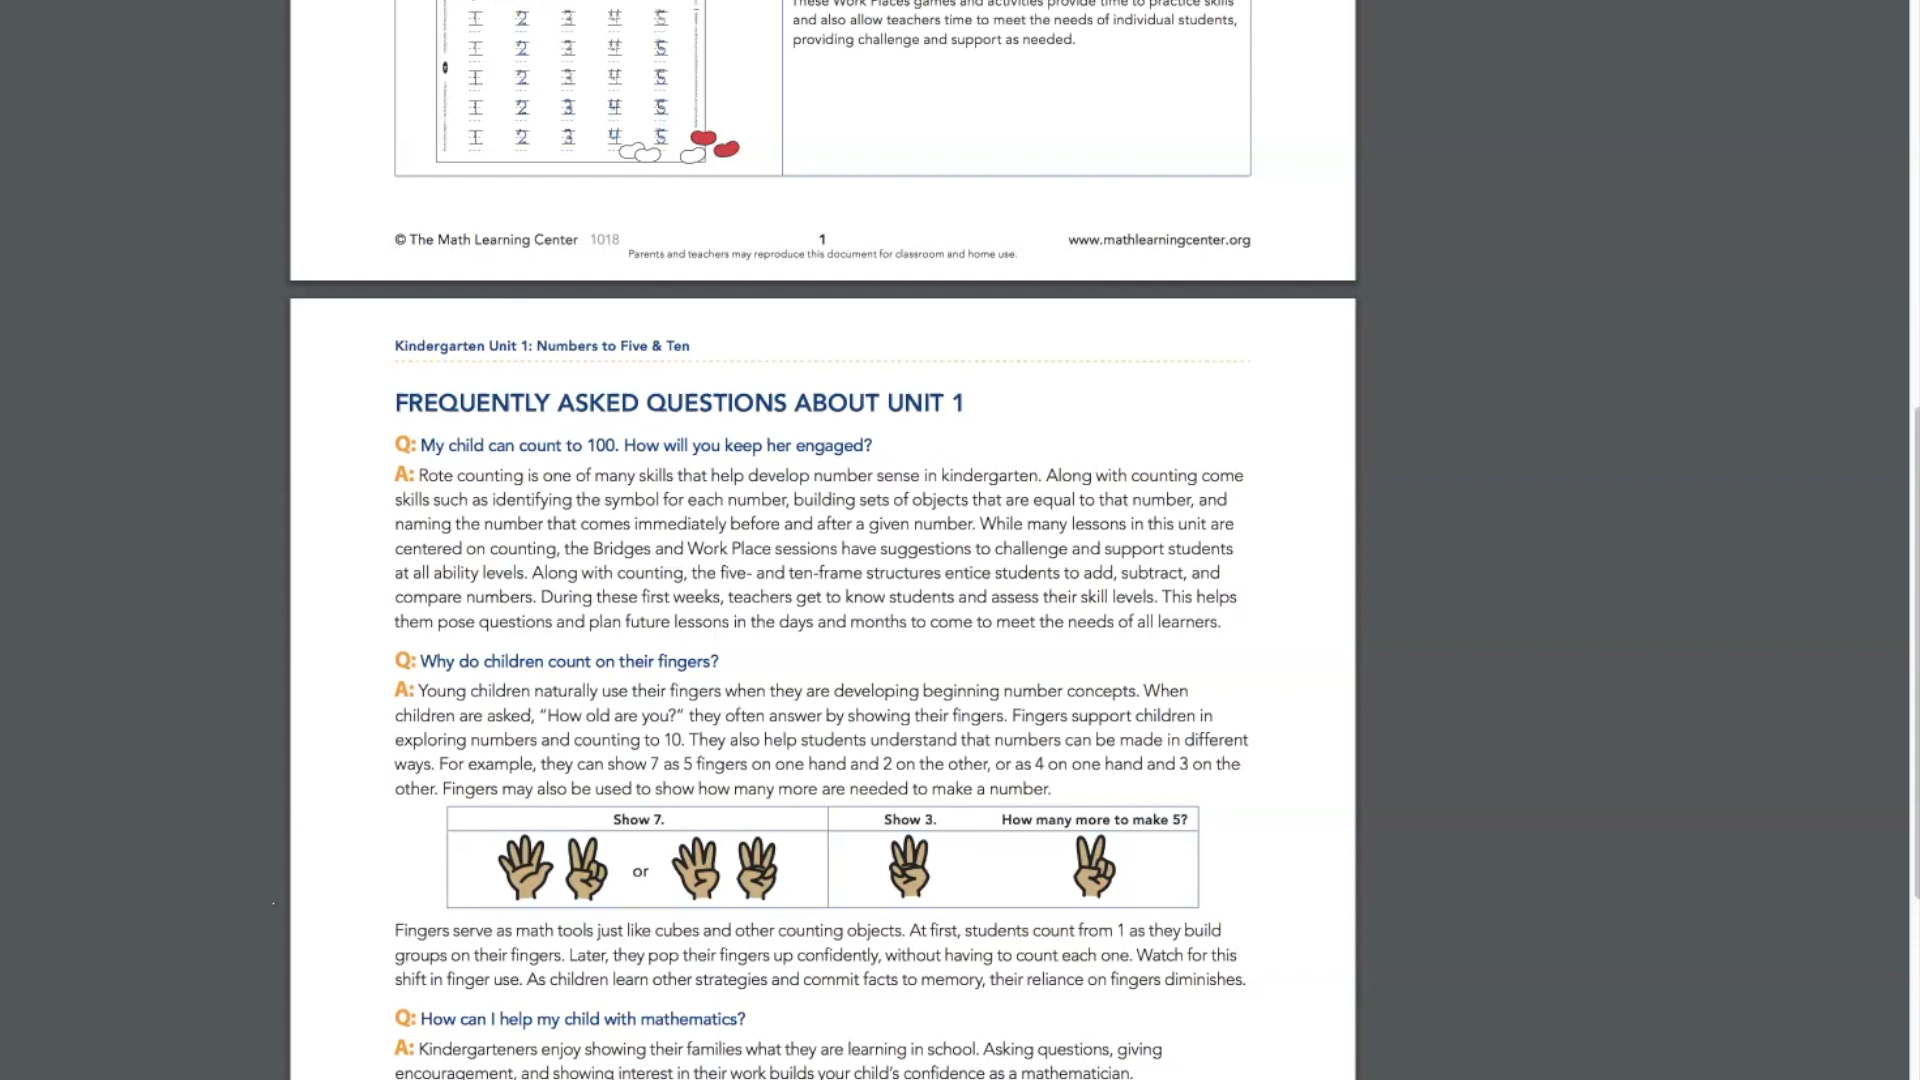 1 2 3 4 5
1 2 3 4 5
1 2 3 4 5
1 2 3 4 5
1 2 3 4 5
These Work Places games and activities provide time to practice skills
and also allow teachers time to meet the needs of individual students,
providing challenge and support as needed.
© The Math Learning Center 1018
1
www.mathlearningcenter.org
Parents and teachers may reproduce this document for classroom and home use.
Kindergarten Unit 1: Numbers to Five & Ten
FREQUENTLY ASKED QUESTIONS ABOUT UNIT 1
Q: My child can count to 100. How will you keep her engaged?
A: Rote counting is one of many skills that help develop number sense in kindergarten. Along with counting come
skills such as identifying the symbol for each number, building sets of objects that are equal to that number, and
naming the number that comes immediately before and after a given number. While many lessons in this unit are
centered on counting, the Bridges and Work Place sessions have suggestions to challenge and support students
at all ability levels. Along with counting, the five- and ten-frame structures entice students to add, subtract, and
compare numbers. During these first weeks, teachers get to know students and assess their skill levels. This helps
them pose questions and plan future lessons in the days and months to come to meet the needs of all learners.
Q: Why do children count on their fingers?
A: Young children naturally use their fingers when they are developing beginning number concepts. When
children are asked, “How old are you?” they often answer by showing their fingers. Fingers support children in
exploring numbers and counting to 10. They also help students understand that numbers can be made in different
ways. For example, they can show 7 as 5 fingers on one hand and 2 on the other, or as 4 on one hand and 3 on the
other. Fingers may also be used to show how many more are needed to make a number.
Show 7.
Show 3.
How many more to make 5?
or
Fingers serve as math tools just like cubes and other counting objects. At first, students count from 1 as they build
groups on their fingers. Later, they pop their fingers up confidently, without having to count each one. Watch for this
shift in finger use. As children learn other strategies and commit facts to memory, their reliance on fingers diminishes.
Q: How can I help my child with mathematics?
A: Kindergarteners enjoy showing their families what they are learning in school. Asking questions, giving
encouragement, and showing interest in their work builds your child’s confidence as a mathematician.